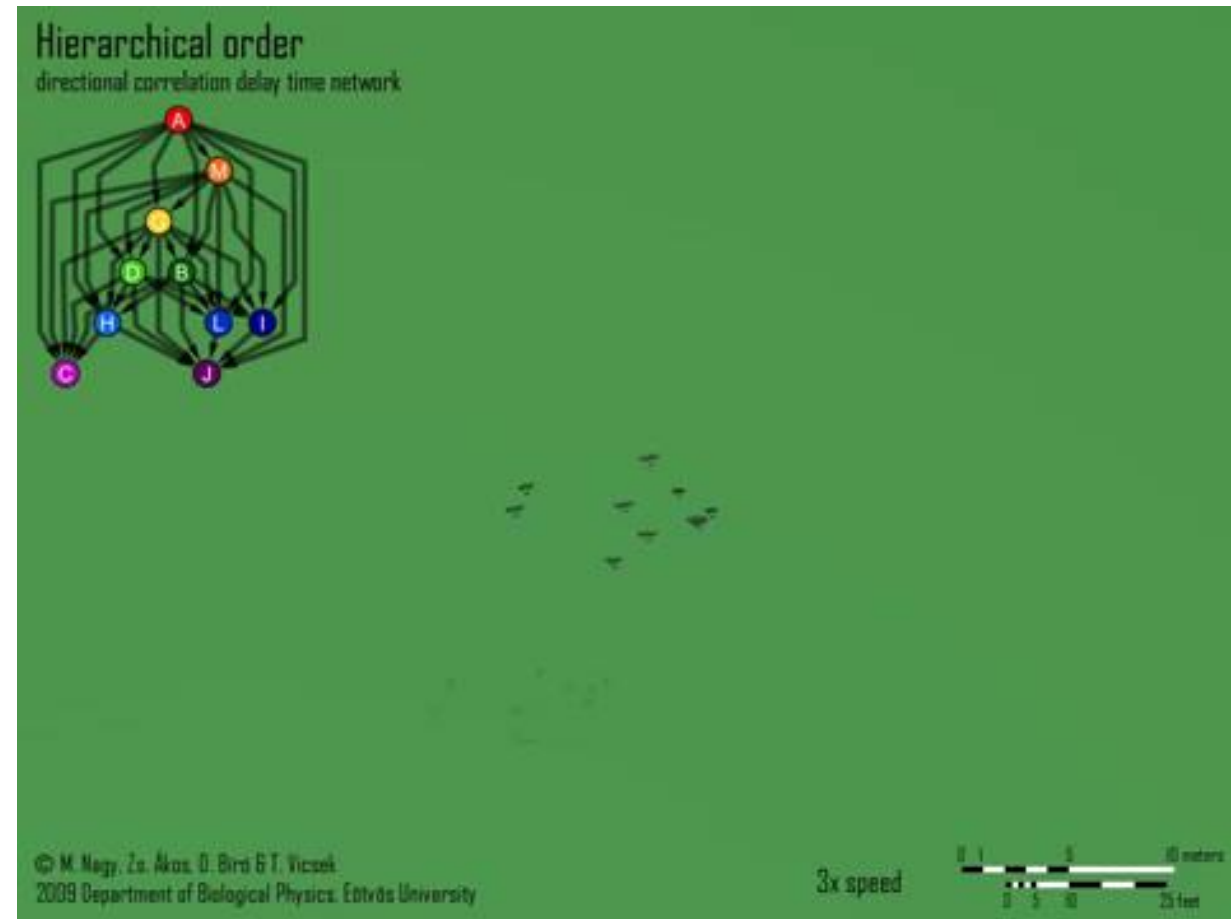 Hierarchical order
directional correlation delay time network
A
M
G
D B
H L I
C J
© M. Nagy, Zs. Ákos, D. Biro & T. Vicsek
2009 Department of Biological Physics, Eötvös University
3x speed
0 1 5 10 meters
0 5 10 25 feet